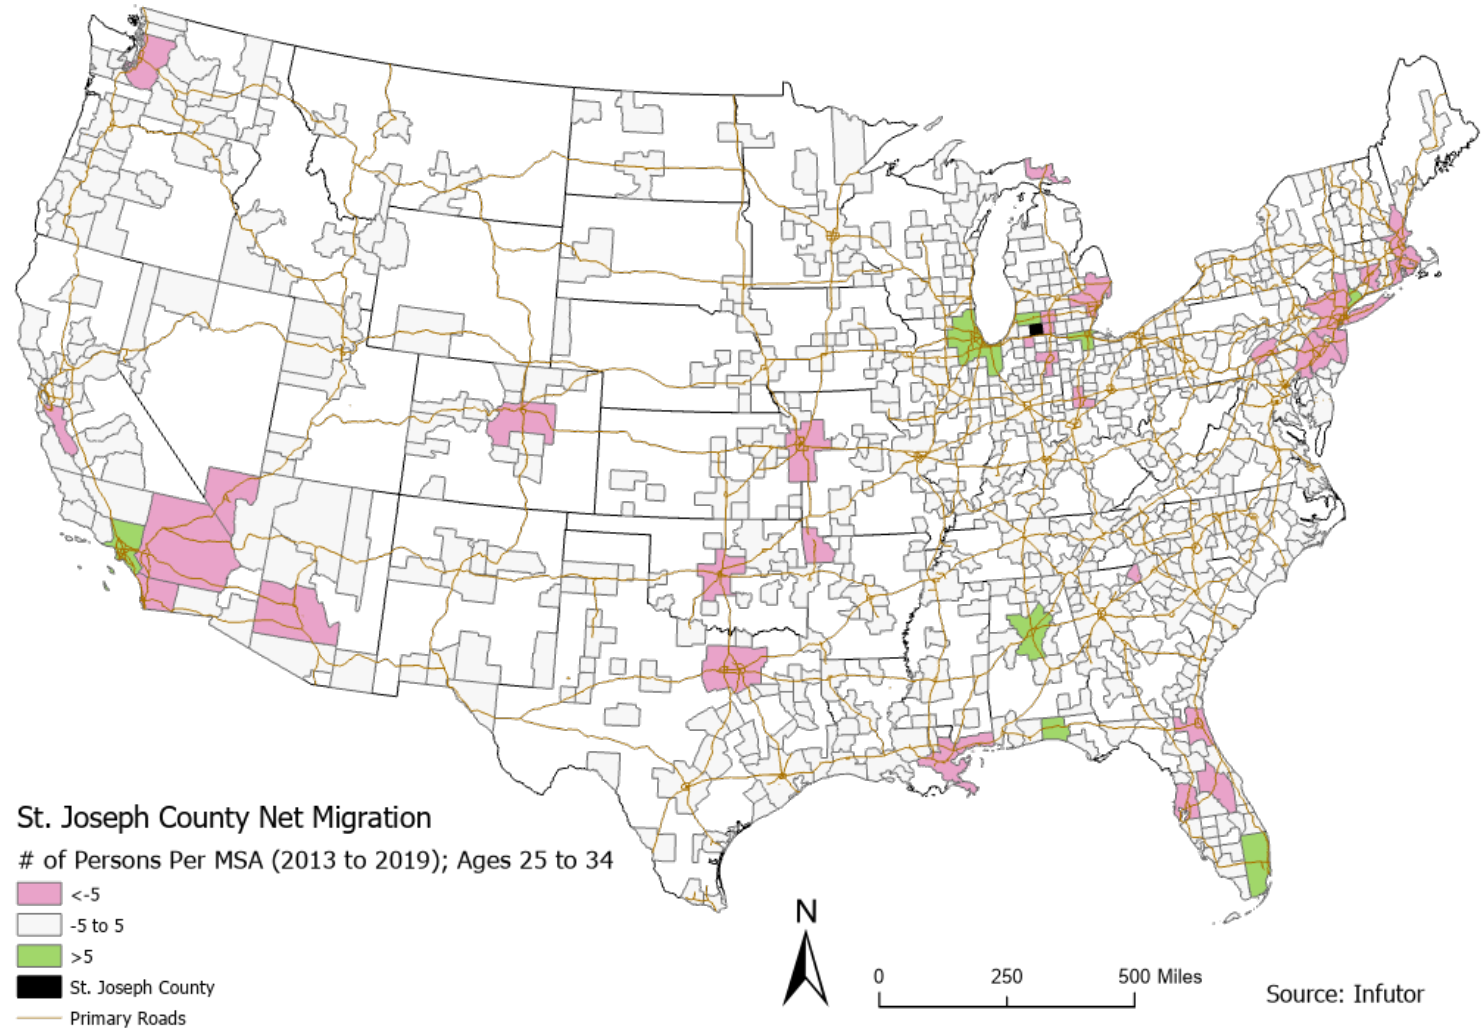 St. Joseph County Net Migration
# of Persons Per MSA (2013 to 2019); Ages 25 to 34
<-5
-5 to 5
>5
St. Joseph County
Primary Roads
N
0 250 500 Miles
Source: Infutor